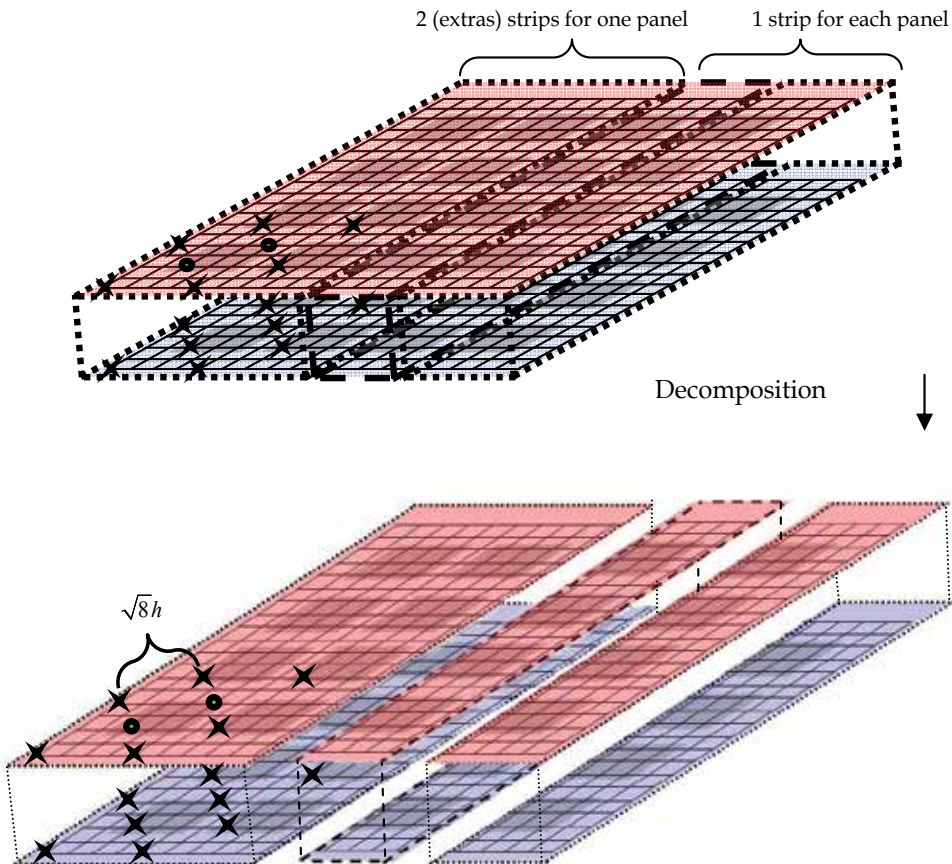 2 (extras) strips for one panel
1 strip for each panel
Decomposition
√8h